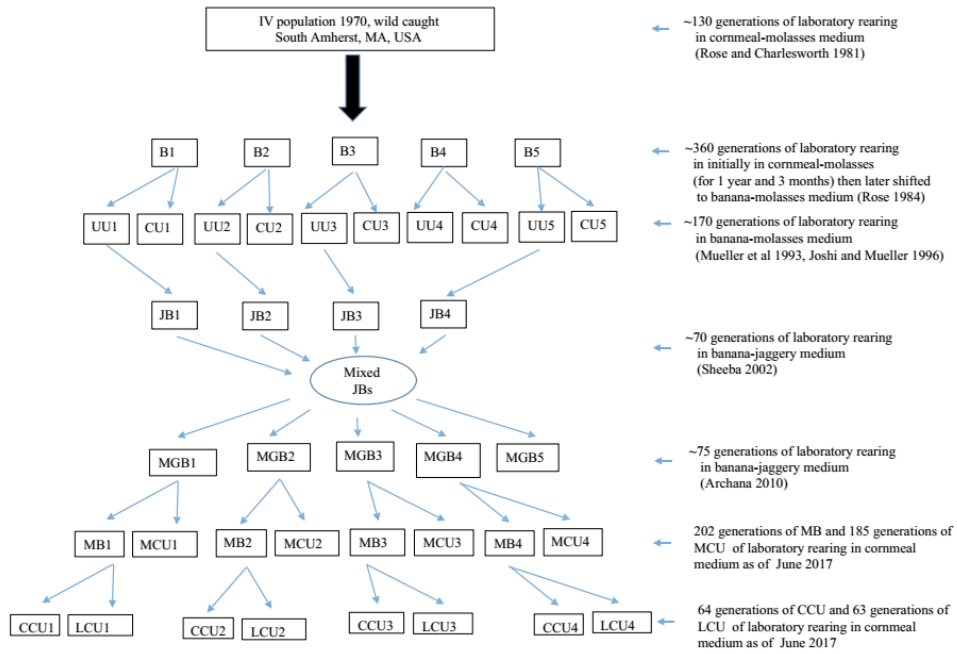 IV population 1970, wild caught
South Amherst, MA, USA
~130 generations of laboratory rearing
in cornmeal-molasses medium
(Rose and Charlesworth 1981)
B1
B2
B3
B4
B5
~360 generations of laboratory rearing
in initially in cornmeal-molasses
(for 1 year and 3 months) then later shifted
to banana-molasses medium (Rose 1984)
UU1
CU1
UU2
CU2
UU3
CU3
UU4
CU4
UU5
CU5
~170 generations of laboratory rearing
in banana-molasses medium
(Mueller et al 1993, Joshi and Mueller 1996)
JB1
JB2
JB3
JB4
~70 generations of laboratory rearing
in banana-jaggery medium
(Sheeba 2002)
Mixed
JBs
MGB1
MGB2
MGB3
MGB4
MGB5
~75 generations of laboratory rearing
in banana-jaggery medium
(Archana 2010)
MB1
MCU1
MB2
MCU2
MB3
MCU3
MB4
MCU4
202 generations of MB and 185 generations of
MCU of laboratory rearing in cornmeal
medium as of June 2017
CCU1
LCU1
CCU2
LCU2
CCU3
LCU3
CCU4
LCU4
64 generations of CCU and 63 generations of
LCU of laboratory rearing in cornmeal
medium as of June 2017